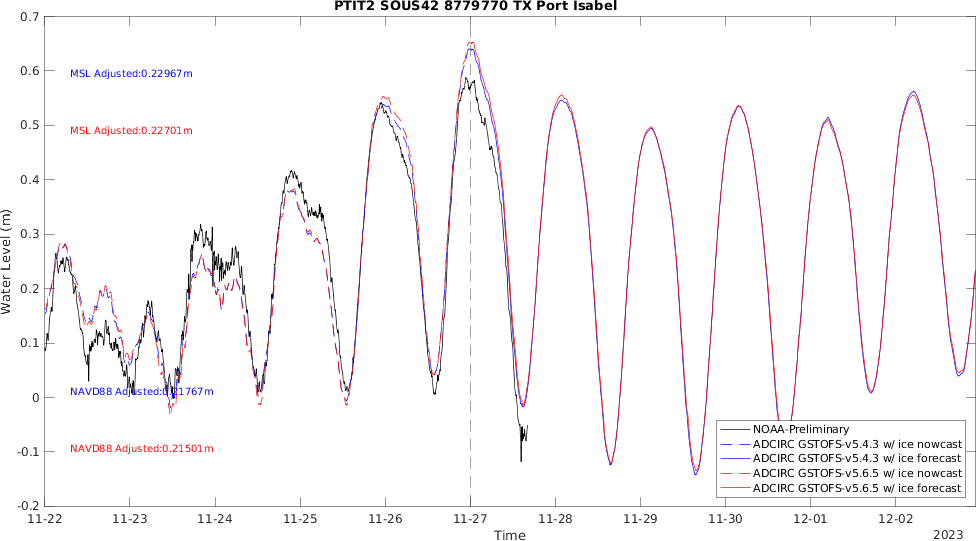 PTIT2 SOUS42 8779770 TX Port Isabel
0.7
0.6
0.5
0.4
0.3
0.2
0.1
0
-0.1
-0.2
Water Level (m)
MSL Adjusted:0.22967m
MSL Adjusted:0.22701m
NAVD88 Adjusted:0.21767m
NAVD88 Adjusted:0.21501m
NOAA-Preliminary
ADCIRC GSTOFS-v5.4.3 w/ ice nowcast
ADCIRC GSTOFS-v5.4.3 w/ ice forecast
ADCIRC GSTOFS-v5.6.5 w/ ice nowcast
ADCIRC GSTOFS-v5.6.5 w/ ice forecast
11-22 11-23 11-24 11-25 11-26 11-27 11-28 11-29 11-30 12-01 12-02
Time
2023